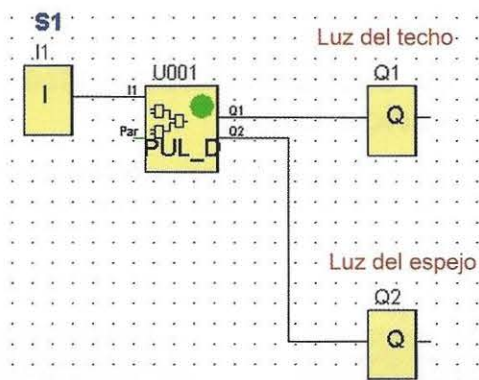 S1
I1
I
U001
I1
Par
PUL_D
Q1
Q2
Luz del techo
Q1
Q
Luz del espejo
Q2
Q